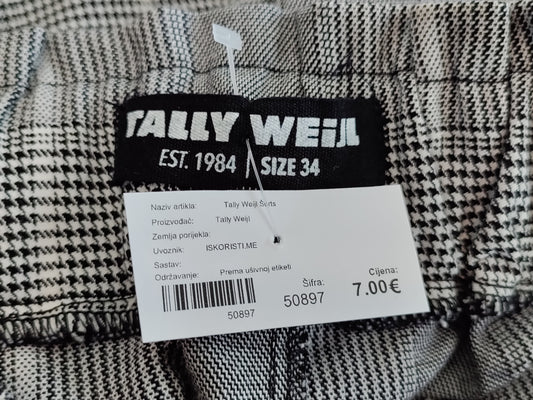 TALLY WEiJL
EST. 1984 | SIZE 34
Naziv artikla: Tally Weijl Šorts
Proizvođač: Tally Weijl
Zemlja porijekla:
Uvoznik: ISKORISTI.ME
Sastav:
Održavanje: Prema ušivnoj etiketi
50897
Šifra:
50897
Cijena:
7.00€